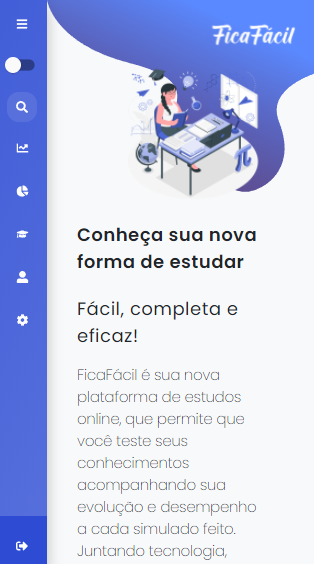 FicaFácil
Conheça sua nova
forma de estudar
Fácil, completa e
eficaz!
FicaFácil é sua nova
plataforma de estudos
online, que permite que
você teste seus
conhecimentos
acompanhando sua
evolução e desempenho
a cada simulado feito.
Juntando tecnologia,